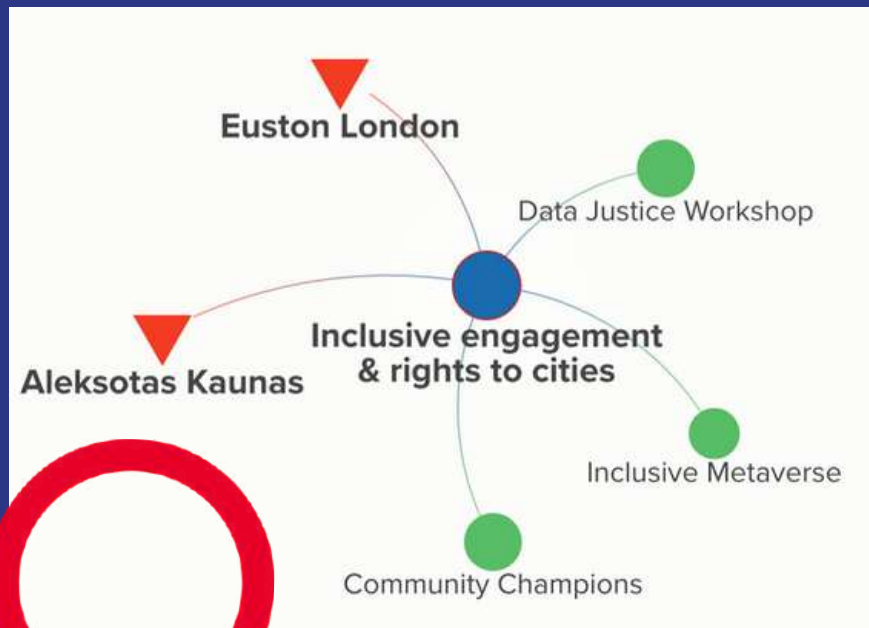 Euston London
Data Justice Workshop
Inclusive engagement
& rights to cities
Aleksotas Kaunas
Inclusive Metaverse
Community Champions